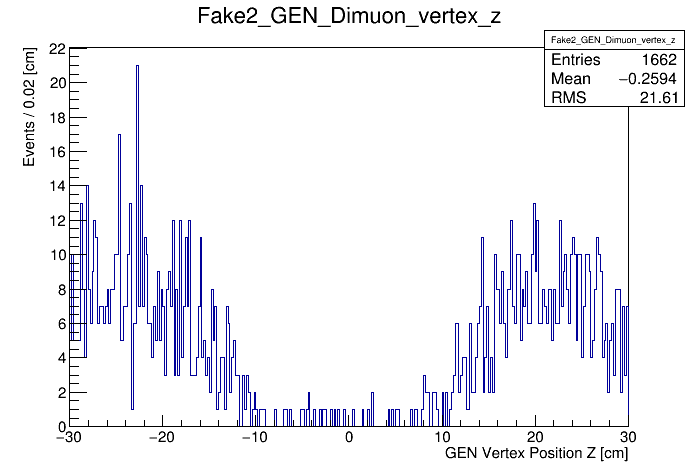 Fake2_GEN_Dimuon_vertex_z
Fake2_GEN_Dimuon_vertex_z
Entries 1662
Mean −0.2594
RMS 21.61
Events / 0.02 [cm]
22
20
18
16
14
12
10
8
6
4
2
0
−30 −20 −10 0 10 20 30
GEN Vertex Position Z [cm]